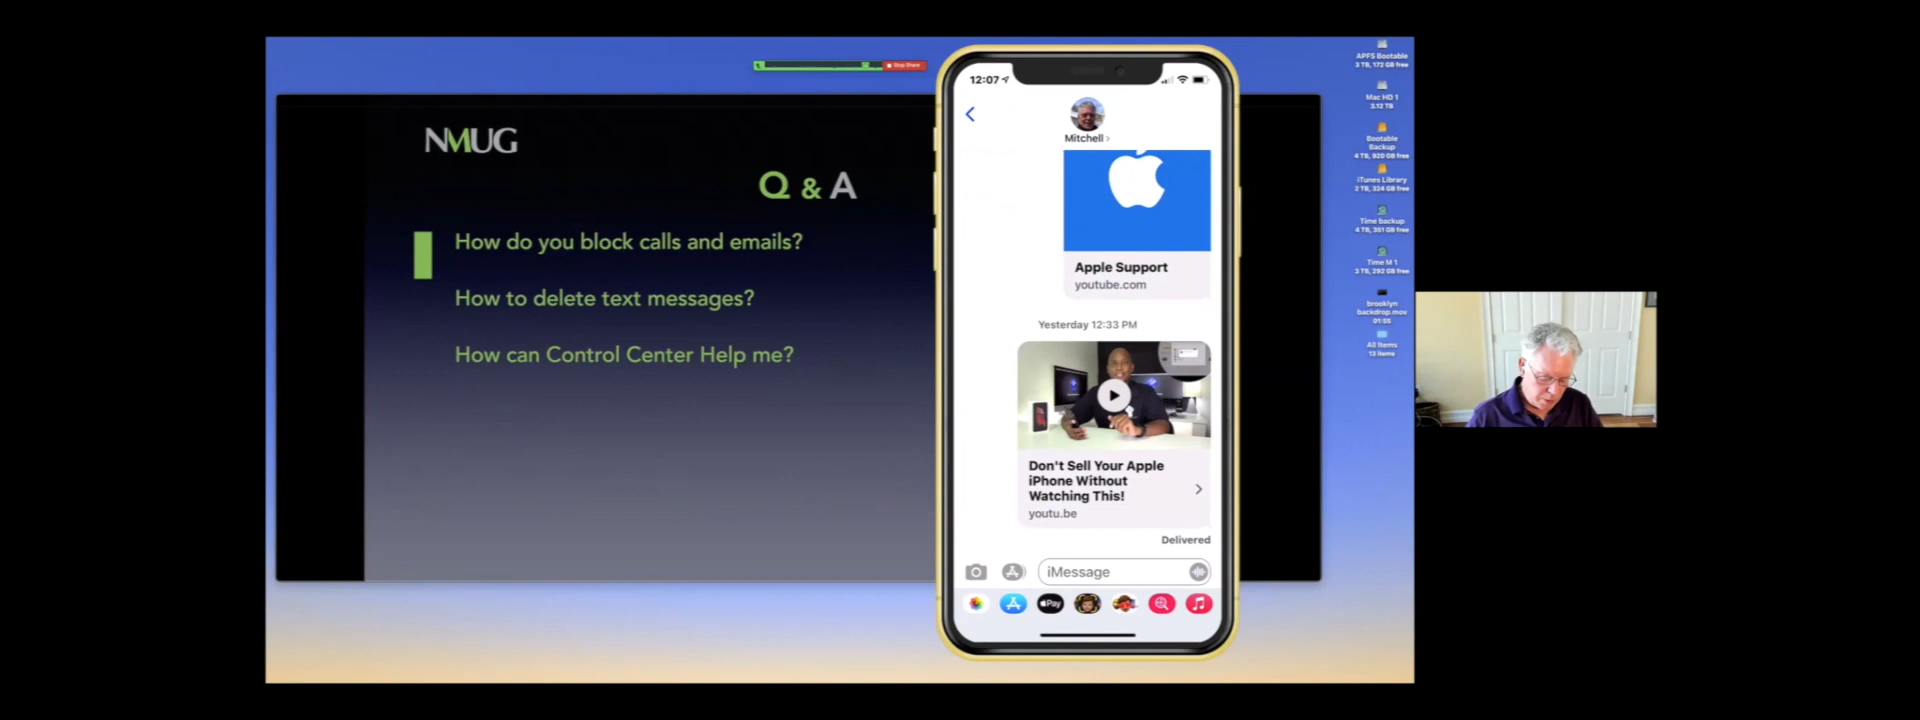 Stop Share
NMUG
Q & A
How do you block calls and emails?
How to delete text messages?
How can Control Center Help me?
12:07
Mitchell
Apple Support
youtube.com
Yesterday 12:33 PM
Don't Sell Your Apple
iPhone Without
Watching This!
youtu.be
Delivered
iMessage
Pay
APFS Bootable
3 TB, 172 GB free
Mac HD 1
3.12 TB
Bootable
Backup
4 TB, 920 GB free
iTunes Library
2 TB, 324 GB free
Time backup
4 TB, 351 GB free
Time M 1
3 TB, 292 GB free
brooklyn
backdrop.mov
01:55
All Items
13 items